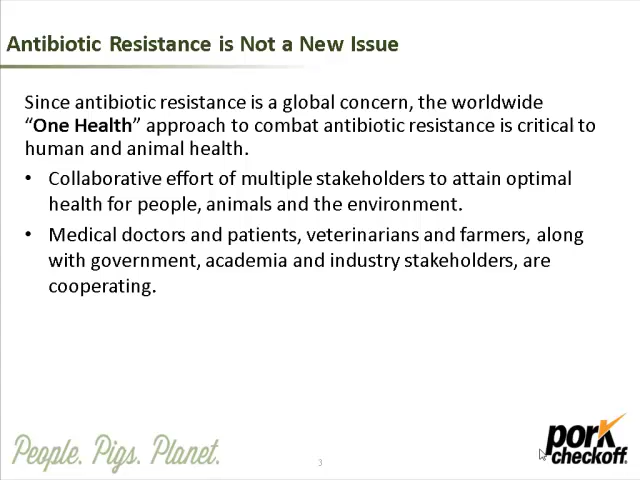 Antibiotic Resistance is Not a New Issue
Since antibiotic resistance is a global concern, the worldwide
“One Health” approach to combat antibiotic resistance is critical to
human and animal health.
• Collaborative effort of multiple stakeholders to attain optimal
health for people, animals and the environment.
• Medical doctors and patients, veterinarians and farmers, along
with government, academia and industry stakeholders, are
cooperating.
People. Pigs. Planet.
3
pork
checkoff.